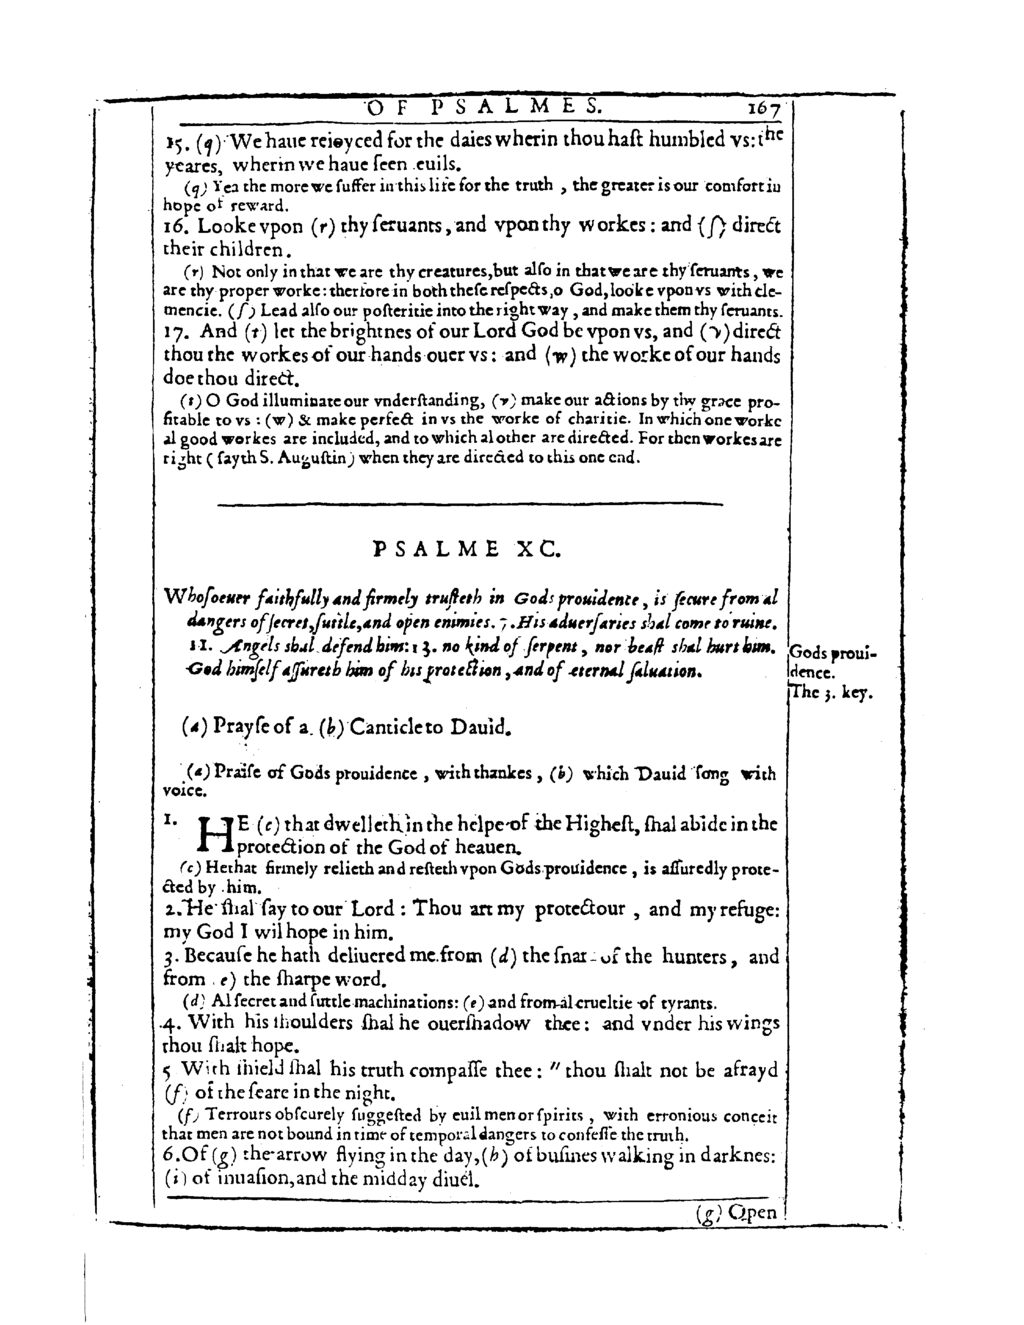 OF PSALMES. 167
15. (q) We haue reioyced for the daies wherin thou haſt humbled vs: the
yeares, wherin we haue ſeen euils.
(q) Yea the more we ſuffer in this life for the truth , the greater is our comfort in
hope of reward.
16. Looke vpon (r) thy ſeruants, and vpon thy workes : and (ſ) direct
their children.
(r) Not only in that we are thy creatures, but alſo in that we are thy ſeruants, we
are thy proper worke: therfore in both theſe reſpects, o God, looke vpon vs with cle-
mencie. (ſ) Lead alſo our poſteritie into the right way , and make them thy ſeruants.
17. And (t) let the brightnes of our Lord God be vpon vs, and (v) direct
thou the workes of our hands ouer vs : and (w) the worke of our hands
doe thou direct.
(t) O God illuminate our vnderſtanding, (v) make our actions by thy grace pro-
fitable to vs : (w) & make perfect in vs the worke of charitie. In which one worke
al good workes are included, and to which al other are directed. For then workes are
right ( ſayth S. Auguſtin) when they are directed to this one end.
PSALME XC.
Whoſoeuer faithfully and firmely truſteth in Gods prouidence, is ſecure from al
dangers of ſecret, ſutile, and open enimies. 7. His aduerſaries shal come to ruine.
11. Angels shal defend him: 13. no kind of ſerpent, nor beaſt shal hurt him.
God himſelf aſſureth him of his protection, and of eternal ſaluation.
Gods proui-
dence.
The 3. key.
(a) Prayſe of a (b) Canticle to Dauid.
(a) Praiſe of Gods prouidence , with thankes , (b) which Dauid ſong with
voice.
1. HE (c) that dwelleth in the helpe of the Higheſt, ſhal abide in the
protection of the God of heauen.
(c) He that firmely relieth and reſteth vpon Gods prouidence , is aſſuredly prote-
cted by him.
2. He ſhal ſay to our Lord : Thou art my protectour , and my refuge:
my God I wil hope in him.
3. Becauſe he hath deliuered me from (d) the ſnare of the hunters, and
from (e) the ſharpe word.
(d) Al ſecret and ſuttle machinations: (e) and from al crueltie of tyrants.
4. With his ſhoulders ſhal he ouerſhadow thee : and vnder his wings
thou ſhalt hope.
5 With ſhield ſhal his truth compaſſe thee : " thou ſhalt not be afrayd
(f) of the feare in the night.
(f) Terrours obſcurely ſuggeſted by euil men or ſpirits , with erronious conceit
that men are not bound in time of temporal dangers to confeſſe the truth.
6. Of (g) the arrow flying in the day, (h) of buſines walking in darknes:
(i) of inuaſion, and the midday diuel.
(g) Open